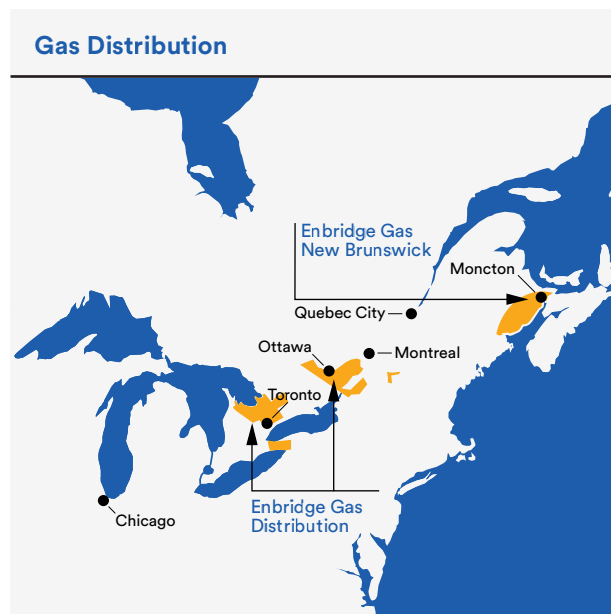 Gas Distribution
Enbridge Gas
New Brunswick
Moncton
Quebec City
Ottawa
Montreal
Toronto
Enbridge Gas
Distribution
Chicago